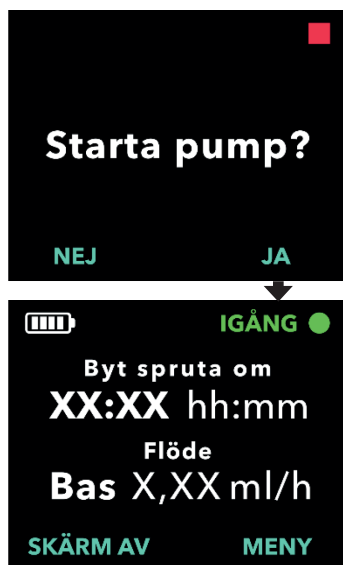 Starta pump?
NEJ JA
IGÅNG
Byt spruta om
XX:XX hh:mm
Flöde
Bas X,XX ml/h
SKÄRM AV MENY